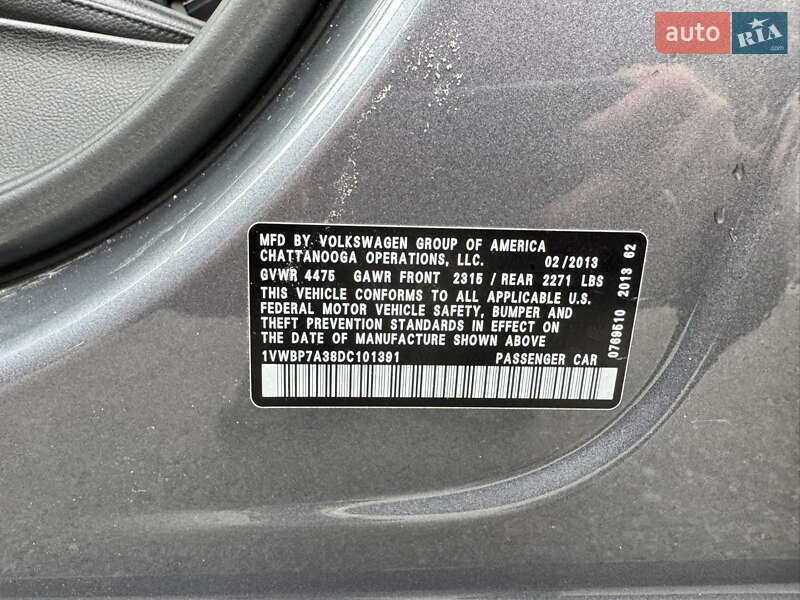 auto RIA
MFD BY VOLKSWAGEN GROUP OF AMERICA
CHATTANOOGA OPERATIONS, LLC. 02/2013
GVWR 4475 GAWR FRONT 2315 / REAR 2271 LBS
THIS VEHICLE CONFORMS TO ALL APPLICABLE U.S.
FEDERAL MOTOR VEHICLE SAFETY, BUMPER AND
THEFT PREVENTION STANDARDS IN EFFECT ON
THE DATE OF MANUFACTURE SHOWN ABOVE
1VWBP7A38DC101391 PASSENGER CAR
0769510 2013 62